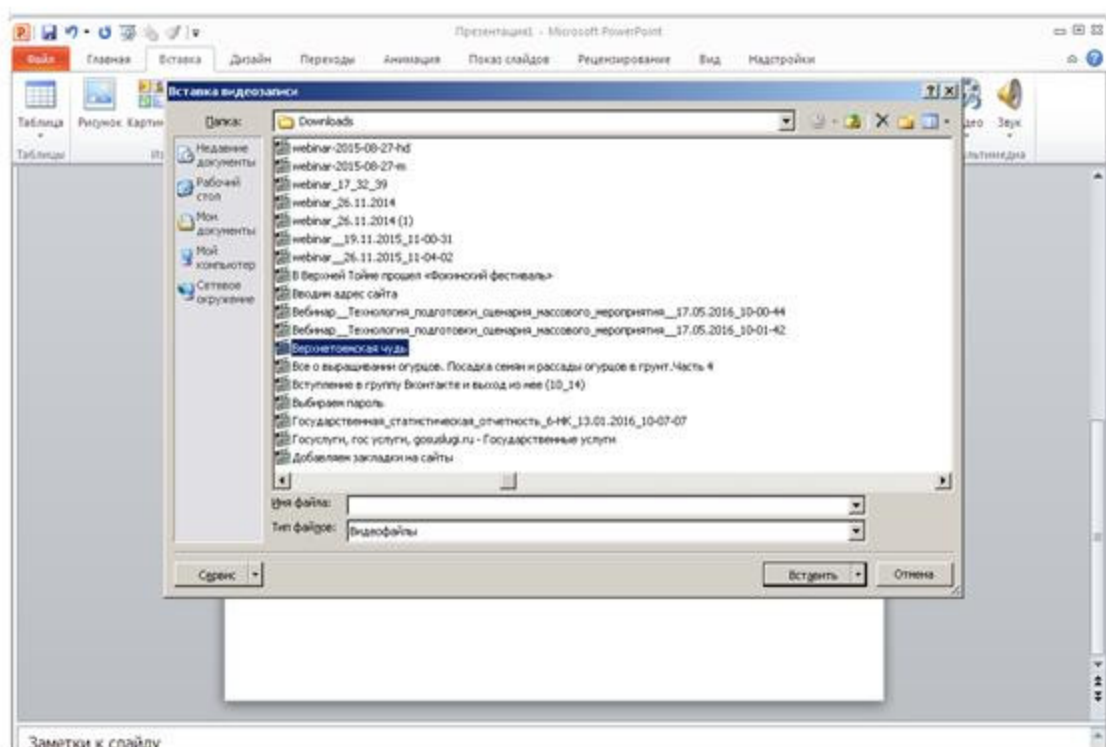 Презентация1 - Microsoft PowerPoint
Файл Главная Вставка Дизайн Переходы Анимация Показ слайдов Рецензирование Вид Надстройки
Таблица Рисунок Звук
Таблицы
Вставка видеозаписи
Папка: Downloads
Недавние документы
Рабочий стол
Мои документы
Мой компьютер
Сетевое окружение
webinar-2015-08-27-hd
webinar-2015-08-27-m
webinar_17_32_39
webinar_26.11.2014
webinar_26.11.2014 (1)
webinar__19.11.2015_11-00-31
webinar__26.11.2015_11-04-02
В Верхней Тойме прошел «Фокинский фестиваль»
Вводим адрес сайта
Вебинар__Технология_подготовки_сценария_массового_мероприятия__17.05.2016_10-00-44
Вебинар__Технология_подготовки_сценария_массового_мероприятия__17.05.2016_10-01-42
Верхнетоемская чудь
Все о выращивании огурцов. Посадка семян и рассады огурцов в грунт.Часть 4
Вступление в группу Вконтакте и выход из нее (10_14)
Выбираем пароль
Государственная_статистическая_отчетность_6-НК_13.01.2016_10-07-07
Госуслуги, гос услуги, gosuslugi.ru - Государственные услуги
Добавляем закладки на сайты
Имя файла:
Тип файлов: Видеофайлы
Сервис Вставить Отмена
Заметки к слайду